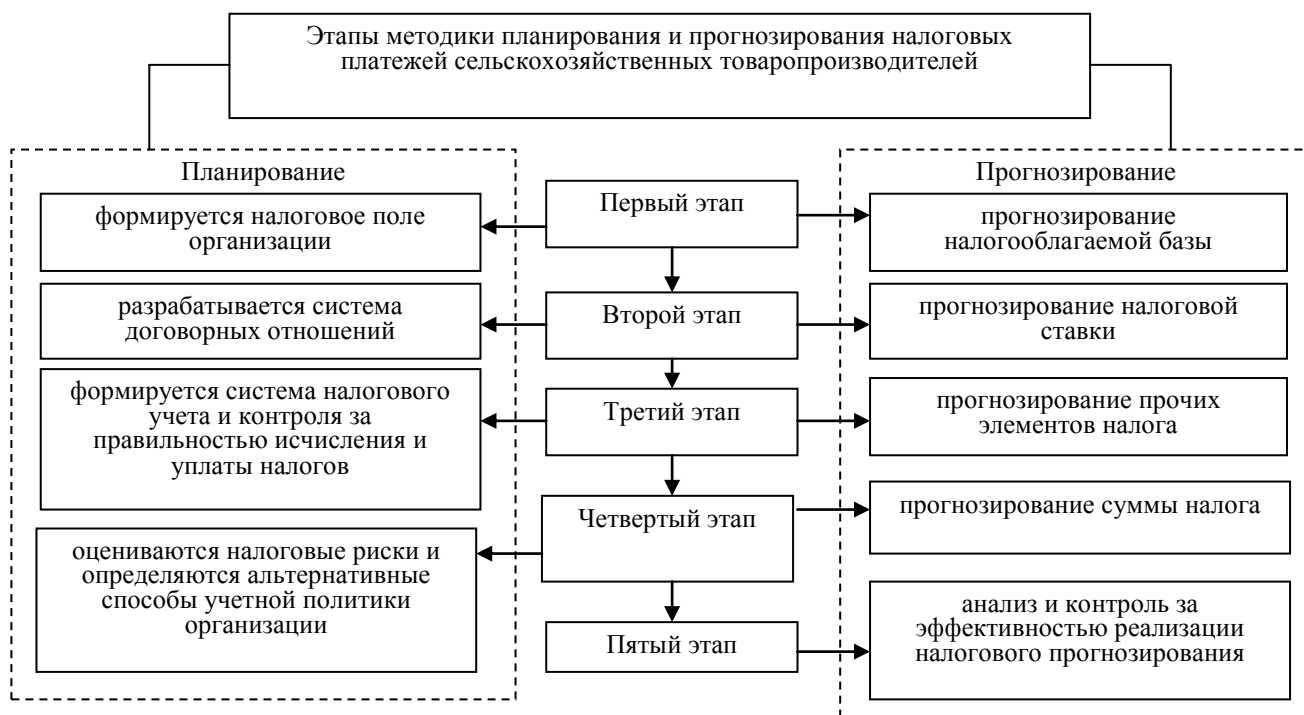 Этапы методики планирования и прогнозирования налоговых
платежей сельскохозяйственных товаропроизводителей
Планирование
формируется налоговое поле
организации
разрабатывается система
договорных отношений
формируется система налогового
учета и контроля за
правильностью исчисления и
уплаты налогов
оцениваются налоговые риски и
определяются альтернативные
способы учетной политики
организации
Первый этап
Второй этап
Третий этап
Четвертый этап
Пятый этап
Прогнозирование
прогнозирование
налогооблагаемой базы
прогнозирование налоговой
ставки
прогнозирование прочих
элементов налога
прогнозирование суммы налога
анализ и контроль за
эффективностью реализации
налогового прогнозирования